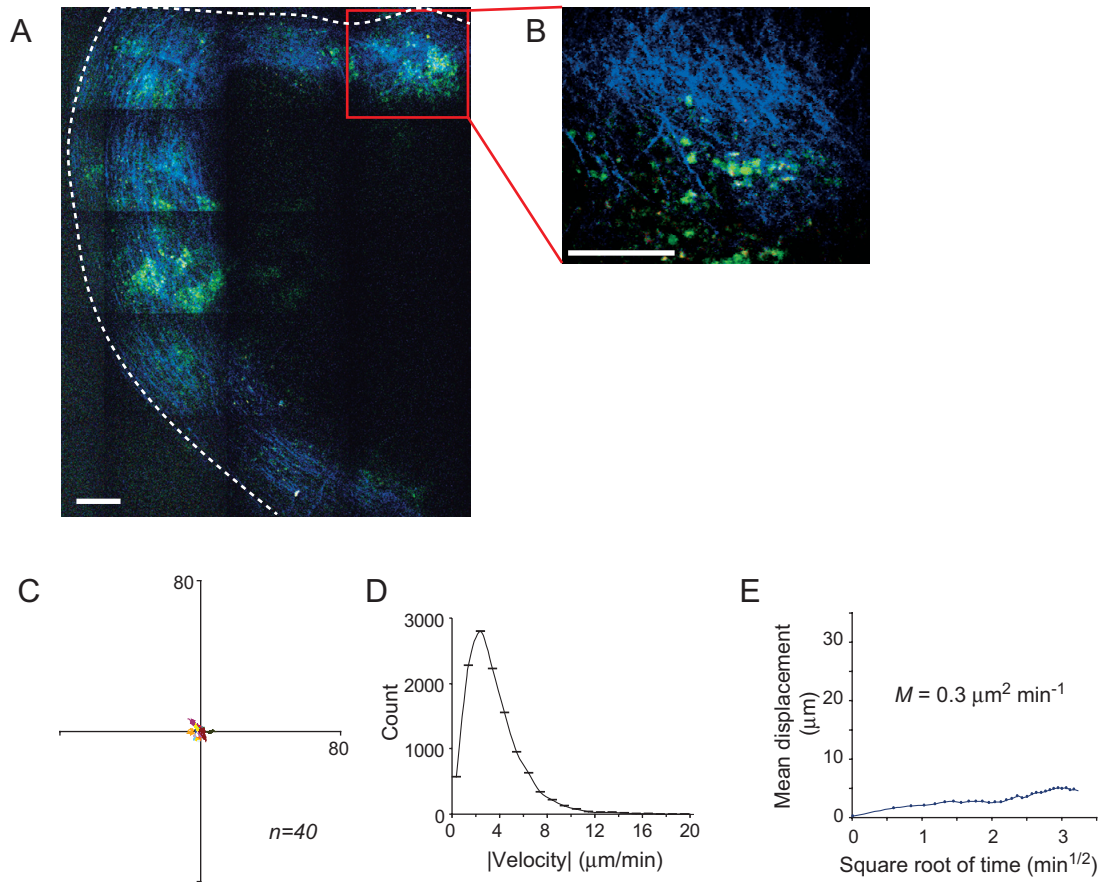 A
B
C
80
80
n=40
D
3000
2000
1000
0
Count
0 4 8 12 16 20
|Velocity| (μm/min)
E
30
20
10
0
Mean displacement
(μm)
M = 0.3 μm² min⁻¹
0 1 2 3
Square root of time (min¹/²)